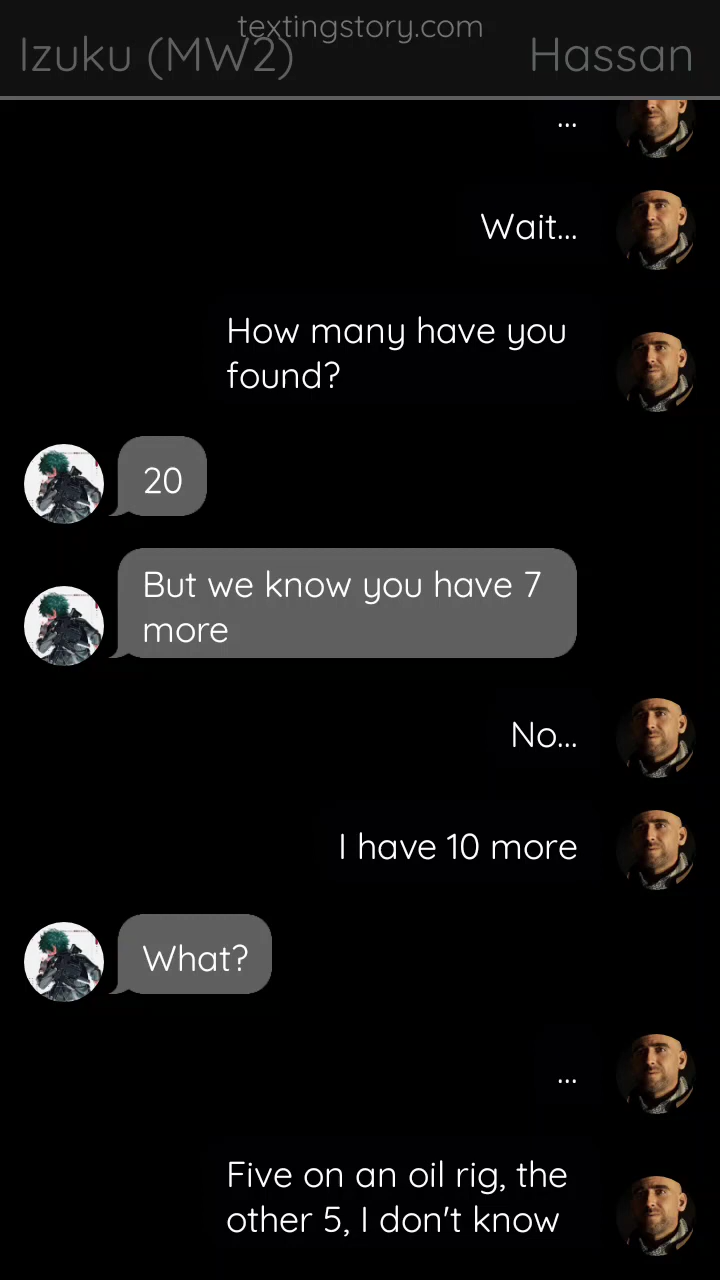 textingstory.com
Izuku (MW2)
Hassan
...
Wait...
How many have you
found?
20
But we know you have 7
more
No...
I have 10 more
What?
...
Five on an oil rig, the
other 5, I don't know